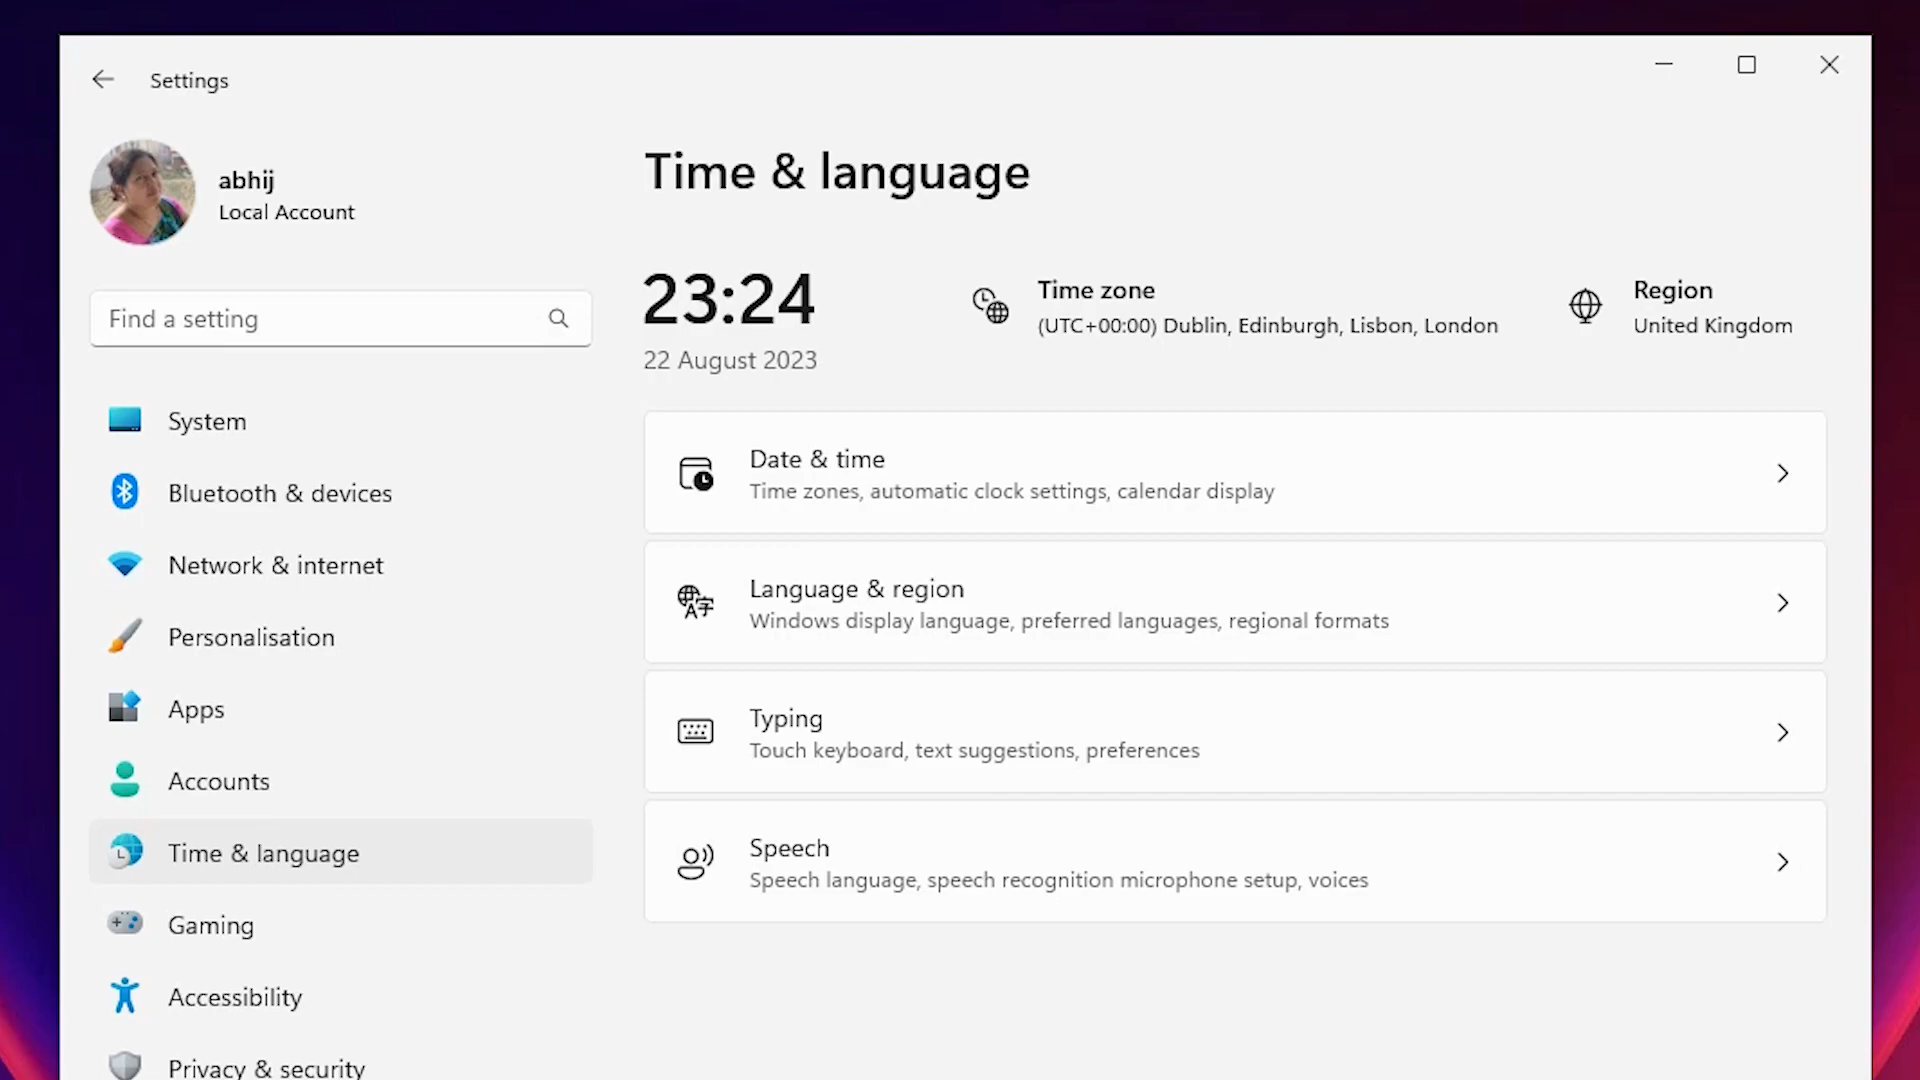 Settings
abhij
Local Account
Find a setting
System
Bluetooth & devices
Network & internet
Personalisation
Apps
Accounts
Time & language
Gaming
Accessibility
Privacy & security
Time & language
23:24
22 August 2023
Time zone
(UTC+00:00) Dublin, Edinburgh, Lisbon, London
Region
United Kingdom
Date & time
Time zones, automatic clock settings, calendar display
Language & region
Windows display language, preferred languages, regional formats
Typing
Touch keyboard, text suggestions, preferences
Speech
Speech language, speech recognition microphone setup, voices